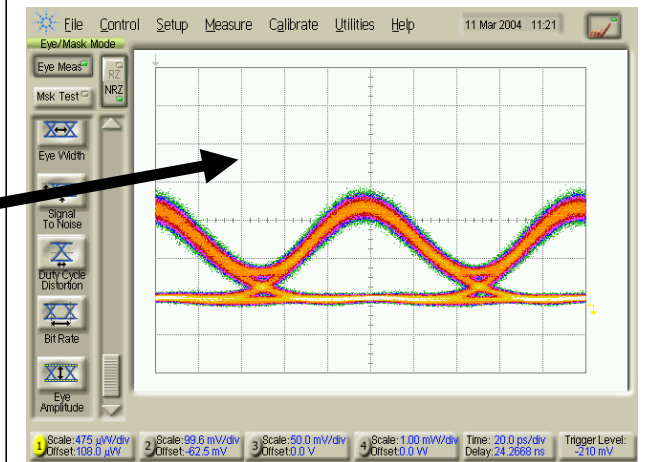 File Control Setup Measure Calibrate Utilities Help 11 Mar 2004 11:21
Eye/Mask Mode
Eye Meas
RZ
NRZ
Msk Test
Eye Width
Signal
To Noise
Duty Cycle
Distortion
Bit Rate
Eye
Amplitude
1 Scale:475 µW/div
Offset:108.0 µW
2 Scale:99.6 mV/div
Offset:-62.5 mV
3 Scale:50.0 mV/div
Offset:0.0 V
4 Scale:1.00 mW/div
Offset:0.0 W
Time: 20.0 ps/div
Delay:24.2668 ns
Trigger Level:
-210 mV